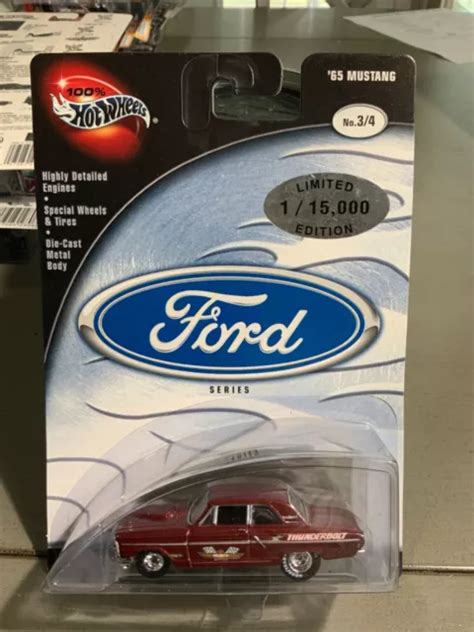 100%
Hot Wheels
'65 MUSTANG
No.3/4
Highly Detailed
Engines
•
Special Wheels
& Tires
•
Die-Cast
Metal
Body
LIMITED
1 / 15,000
EDITION
Ford
SERIES
THUNDERBOLT